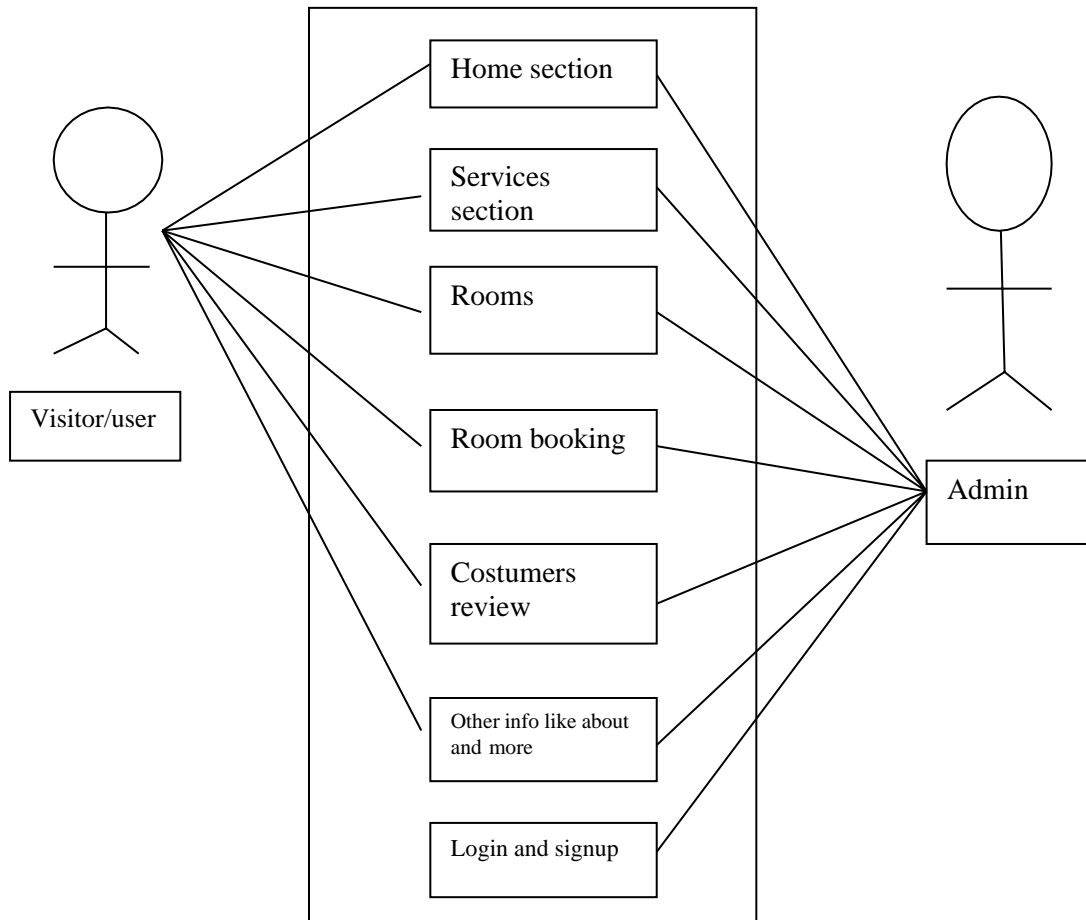 Home section
Services
section
Rooms
Visitor/user
Room booking
Admin
Costumers
review
Other info like about
and more
Login and signup